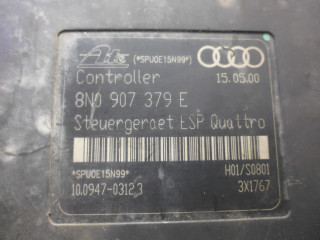 Ate (*SPU0E15N99*)
Controller 15.05.00
8N0 907 379 E
Steuergeraet ESP Quattro
*SPU0E15N99* H01/S0801
10.0947-0312.3 3X1767